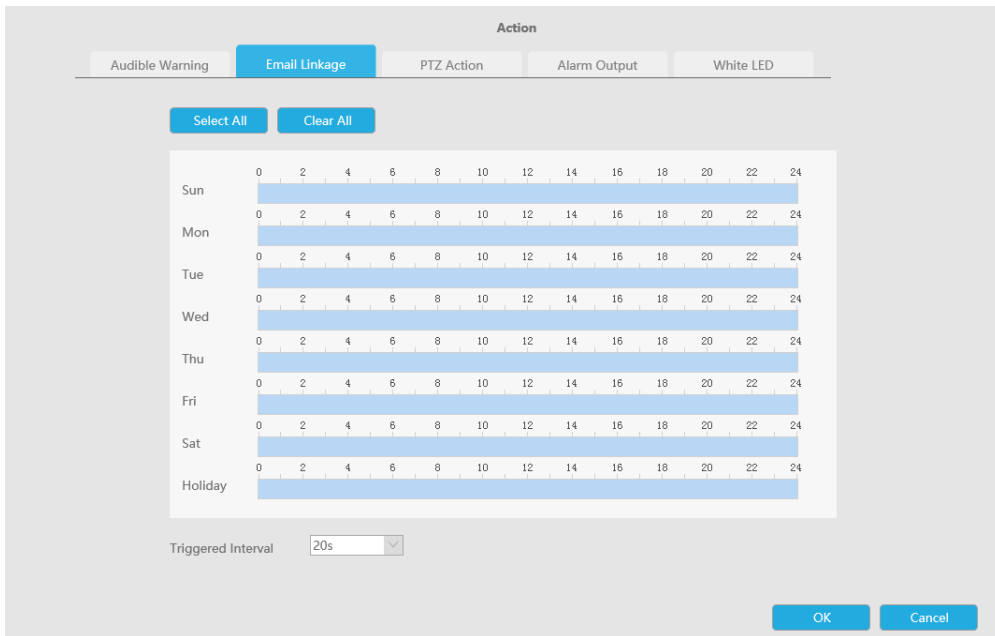 Action
Audible Warning Email Linkage PTZ Action Alarm Output White LED
Select All Clear All
0 2 4 6 8 10 12 14 16 18 20 22 24
Sun
0 2 4 6 8 10 12 14 16 18 20 22 24
Mon
0 2 4 6 8 10 12 14 16 18 20 22 24
Tue
0 2 4 6 8 10 12 14 16 18 20 22 24
Wed
0 2 4 6 8 10 12 14 16 18 20 22 24
Thu
0 2 4 6 8 10 12 14 16 18 20 22 24
Fri
0 2 4 6 8 10 12 14 16 18 20 22 24
Sat
0 2 4 6 8 10 12 14 16 18 20 22 24
Holiday
Triggered Interval 20s
OK Cancel